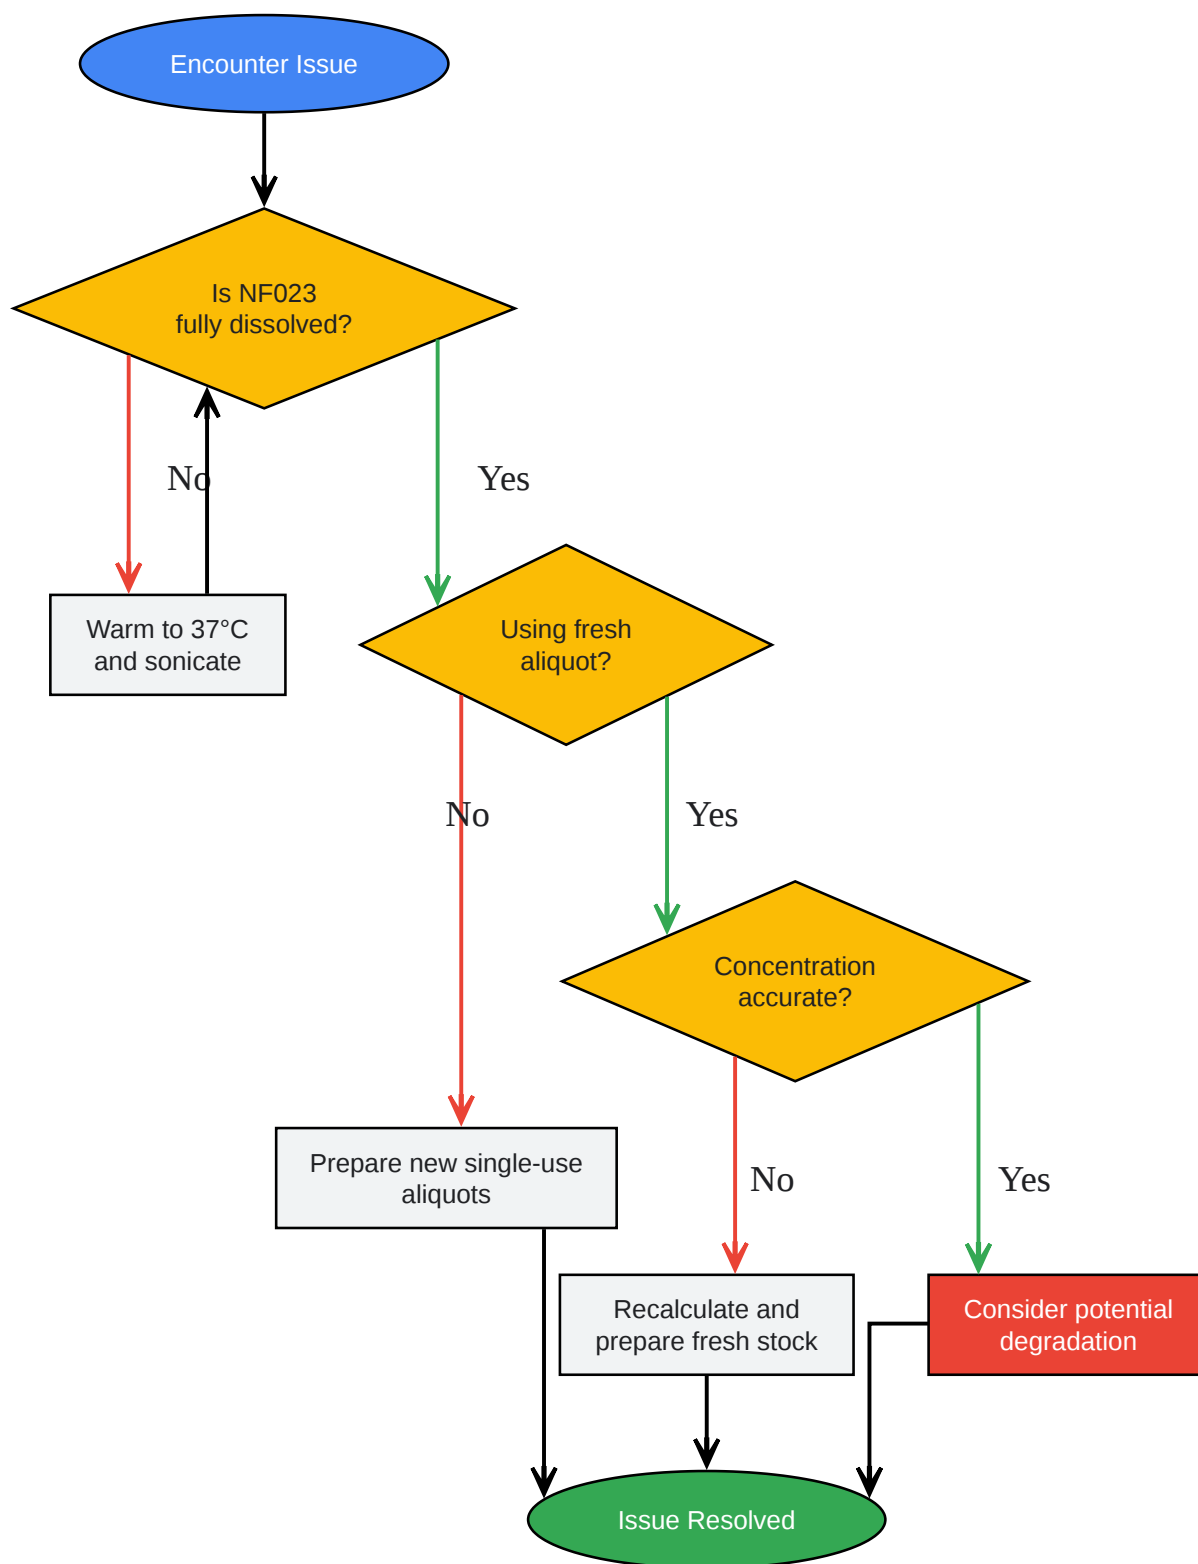 Encounter Issue
Is NF023
fully dissolved?
No
Yes
Warm to 37°C
and sonicate
Using fresh
aliquot?
No
Yes
Concentration
accurate?
Prepare new single-use
aliquots
No
Yes
Recalculate and
prepare fresh stock
Consider potential
degradation
Issue Resolved